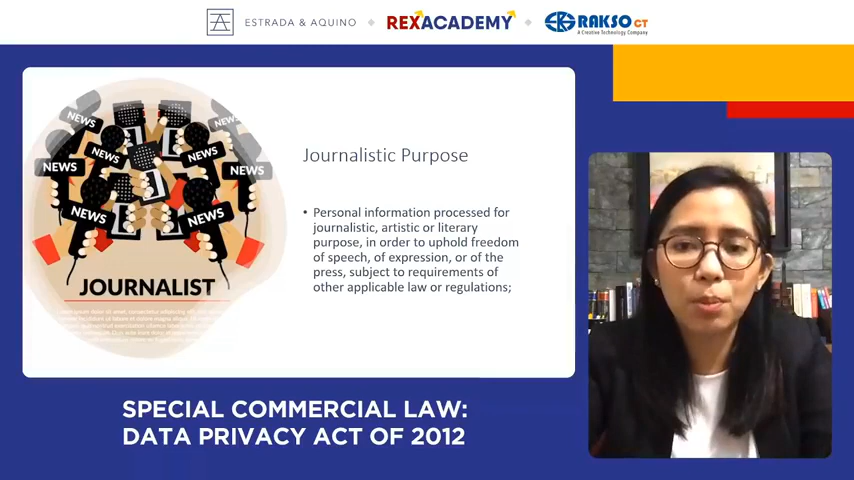 ESTRADA & AQUINO
REXACADEMY
RAKSO CT
A Creative Technology Company
NEWS
NEWS
NEWS
NEWS
NEWS
NEWS
NEWS
NEWS
JOURNALIST
Journalistic Purpose
• Personal information processed for
journalistic, artistic or literary
purpose, in order to uphold freedom
of speech, of expression, or of the
press, subject to requirements of
other applicable law or regulations;
SPECIAL COMMERCIAL LAW:
DATA PRIVACY ACT OF 2012